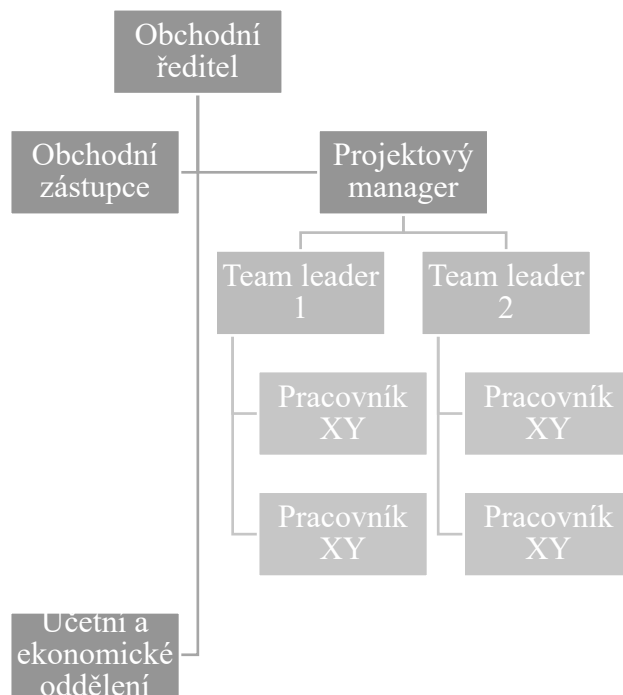 Obchodní
ředitel
Obchodní
zástupce
Projektový
manager
Team leader
1
Team leader
2
Pracovník
XY
Pracovník
XY
Pracovník
XY
Pracovník
XY
Účetní a
ekonomické
oddělení